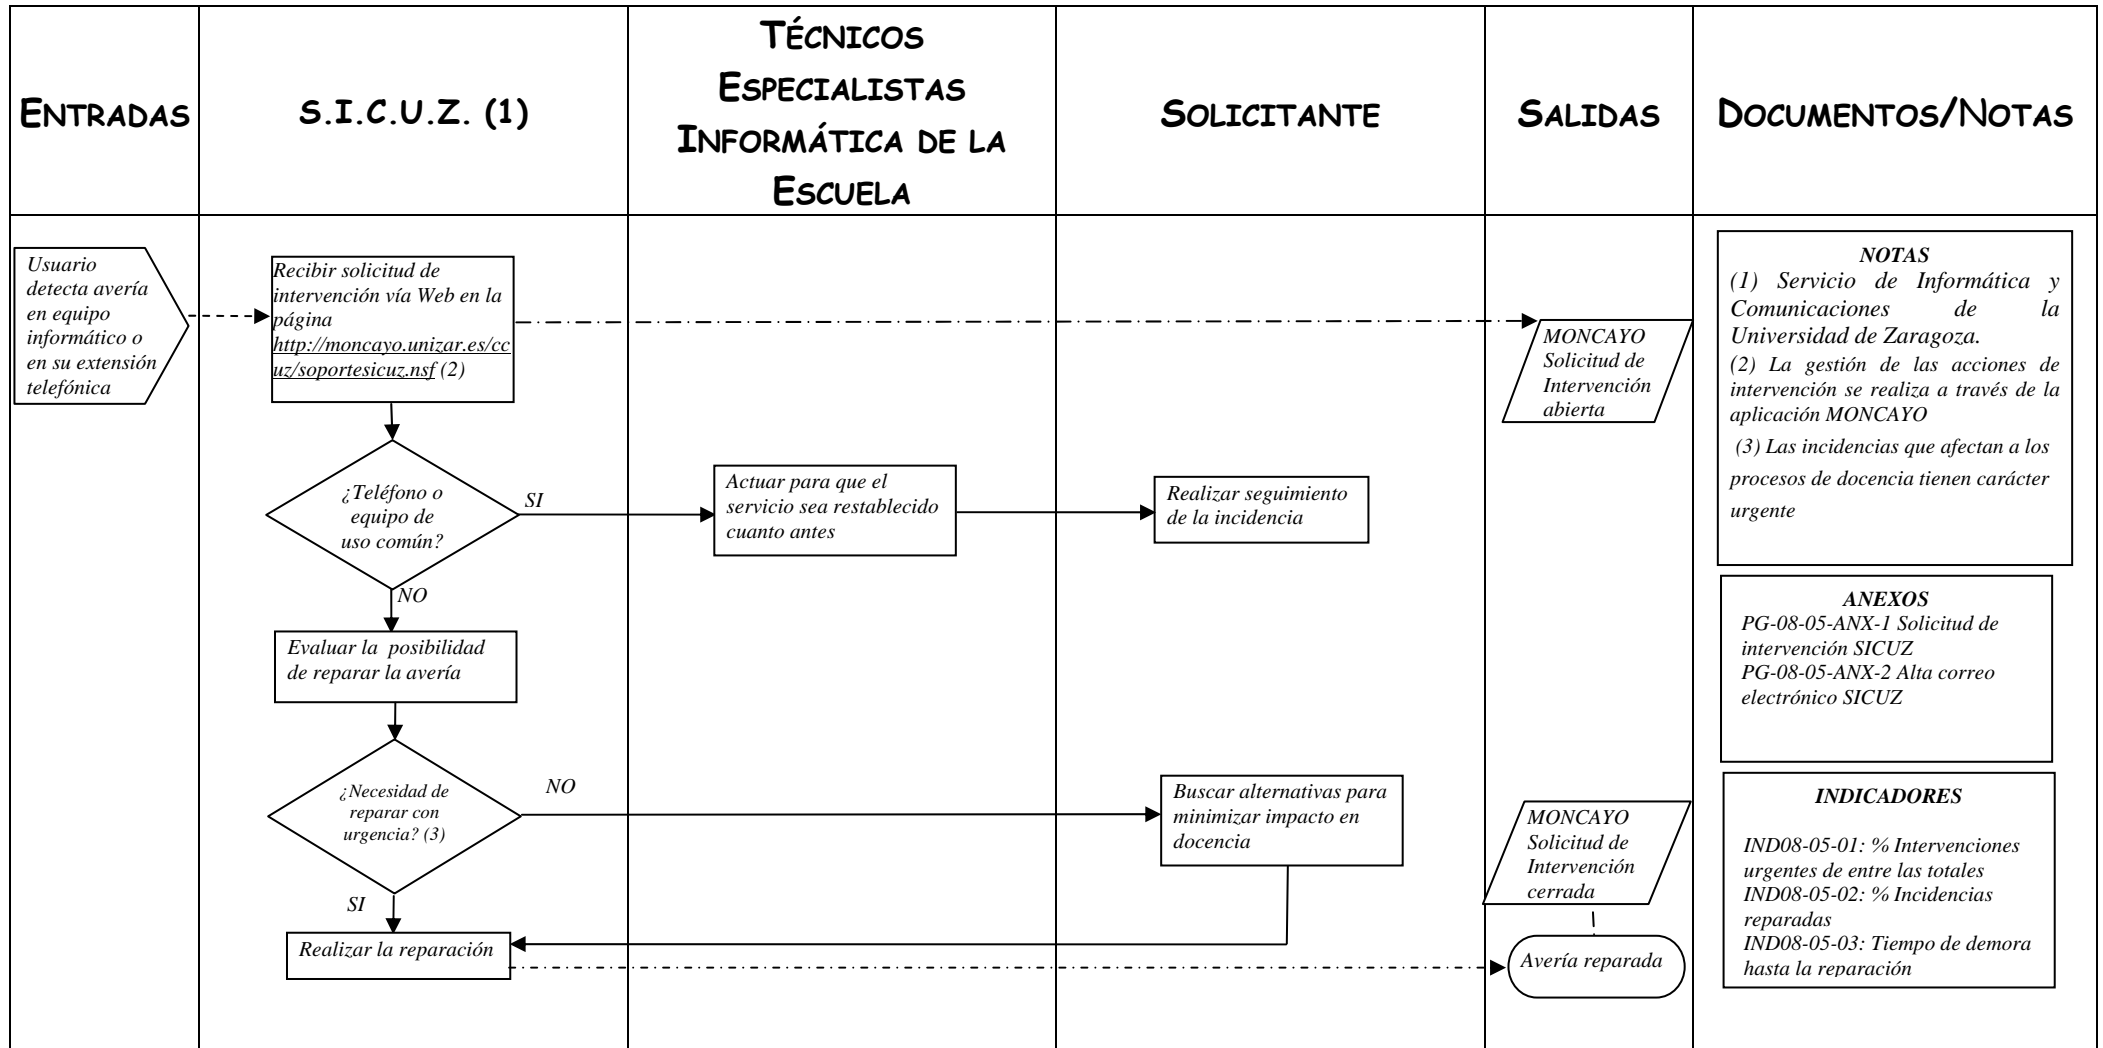 ENTRADAS
S.I.C.U.Z. (1)
TÉCNICOS
ESPECIALISTAS
INFORMÁTICA DE LA
ESCUELA
SOLICITANTE
SALIDAS
DOCUMENTOS/NOTAS
Usuario
detecta avería
en equipo
informático o
en su extensión
telefónica
Recibir solicitud de
intervención vía Web en la
página
http://moncayo.unizar.es/cc
uz/soportesicuz.nsf (2)
MONCAYO
Solicitud de
Intervención
abierta
¿Teléfono o
equipo de
uso común?
SI
Actuar para que el
servicio sea restablecido
cuanto antes
Realizar seguimiento
de la incidencia
NO
Evaluar la posibilidad
de reparar la avería
¿Necesidad de
reparar con
urgencia? (3)
NO
Buscar alternativas para
minimizar impacto en
docencia
MONCAYO
Solicitud de
Intervención
cerrada
SI
Realizar la reparación
Avería reparada
NOTAS
(1) Servicio de Informática y
Comunicaciones de la
Universidad de Zaragoza.
(2) La gestión de las acciones de
intervención se realiza a través de la
aplicación MONCAYO
(3) Las incidencias que afectan a los
procesos de docencia tienen carácter
urgente
ANEXOS
PG-08-05-ANX-1 Solicitud de
intervención SICUZ
PG-08-05-ANX-2 Alta correo
electrónico SICUZ
INDICADORES
IND08-05-01: % Intervenciones
urgentes de entre las totales
IND08-05-02: % Incidencias
reparadas
IND08-05-03: Tiempo de demora
hasta la reparación